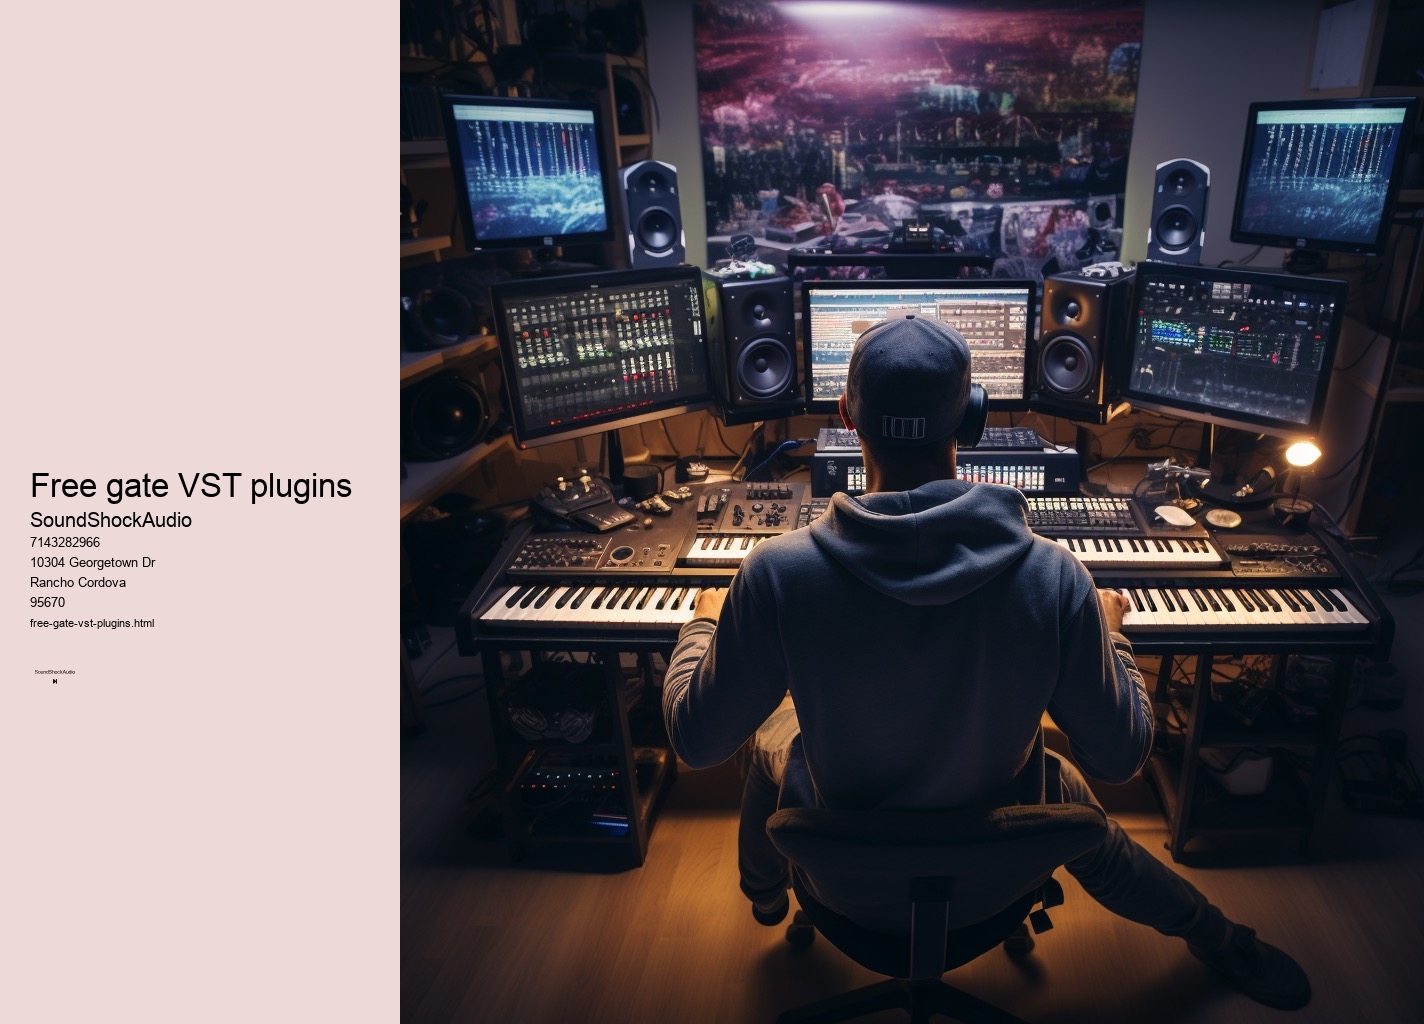 Free gate VST plugins
SoundShockAudio
7143282966
10304 Georgetown Dr
Rancho Cordova
95670
free-gate-vst-plugins.html
SoundShockAudio